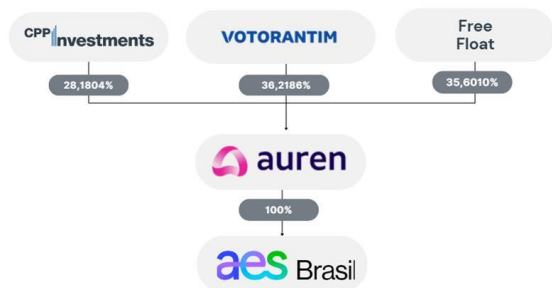 CPP Investments
VOTORANTIM
Free
Float
28,1804%
36,2186%
35,6010%
auren
100%
aes Brasil